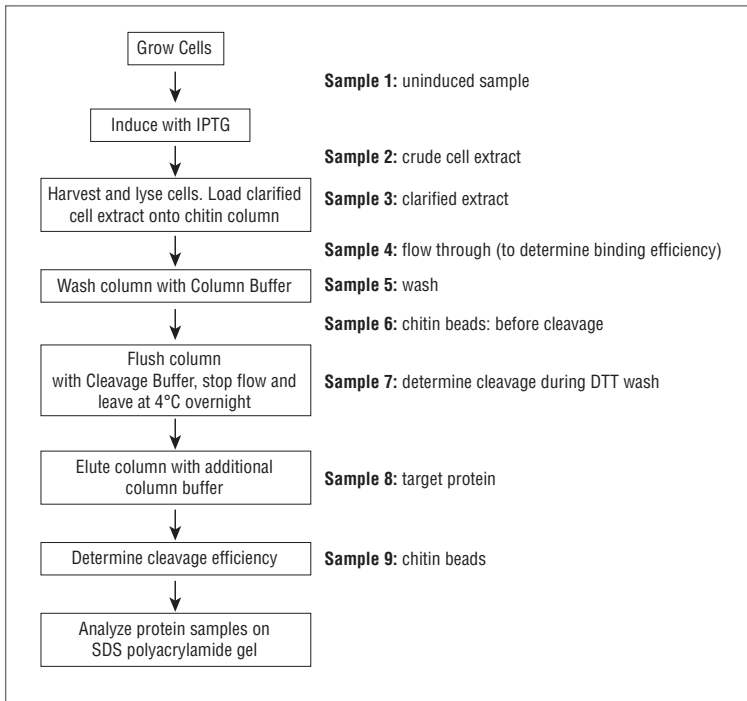 Grow Cells
Sample 1: uninduced sample
Induce with IPTG
Sample 2: crude cell extract
Harvest and lyse cells. Load clarified
cell extract onto chitin column
Sample 3: clarified extract
Sample 4: flow through (to determine binding efficiency)
Wash column with Column Buffer
Sample 5: wash
Sample 6: chitin beads: before cleavage
Flush column
with Cleavage Buffer, stop flow and
leave at 4°C overnight
Sample 7: determine cleavage during DTT wash
Elute column with additional
column buffer
Sample 8: target protein
Determine cleavage efficiency
Sample 9: chitin beads
Analyze protein samples on
SDS polyacrylamide gel